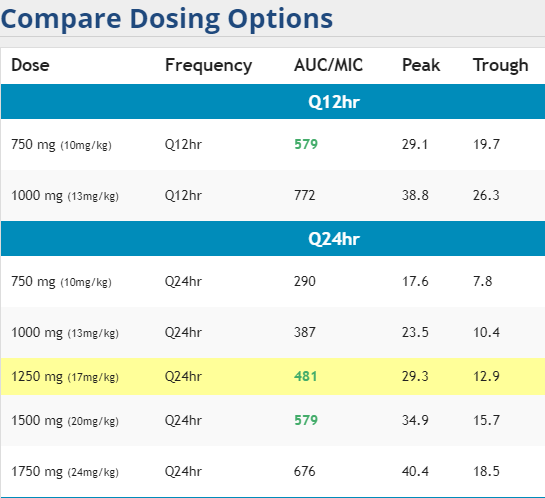 Compare Dosing Options
Dose Frequency AUC/MIC Peak Trough
Q12hr
750 mg (10mg/kg) Q12hr 579 29.1 19.7
1000 mg (13mg/kg) Q12hr 772 38.8 26.3
Q24hr
750 mg (10mg/kg) Q24hr 290 17.6 7.8
1000 mg (13mg/kg) Q24hr 387 23.5 10.4
1250 mg (17mg/kg) Q24hr 481 29.3 12.9
1500 mg (20mg/kg) Q24hr 579 34.9 15.7
1750 mg (24mg/kg) Q24hr 676 40.4 18.5